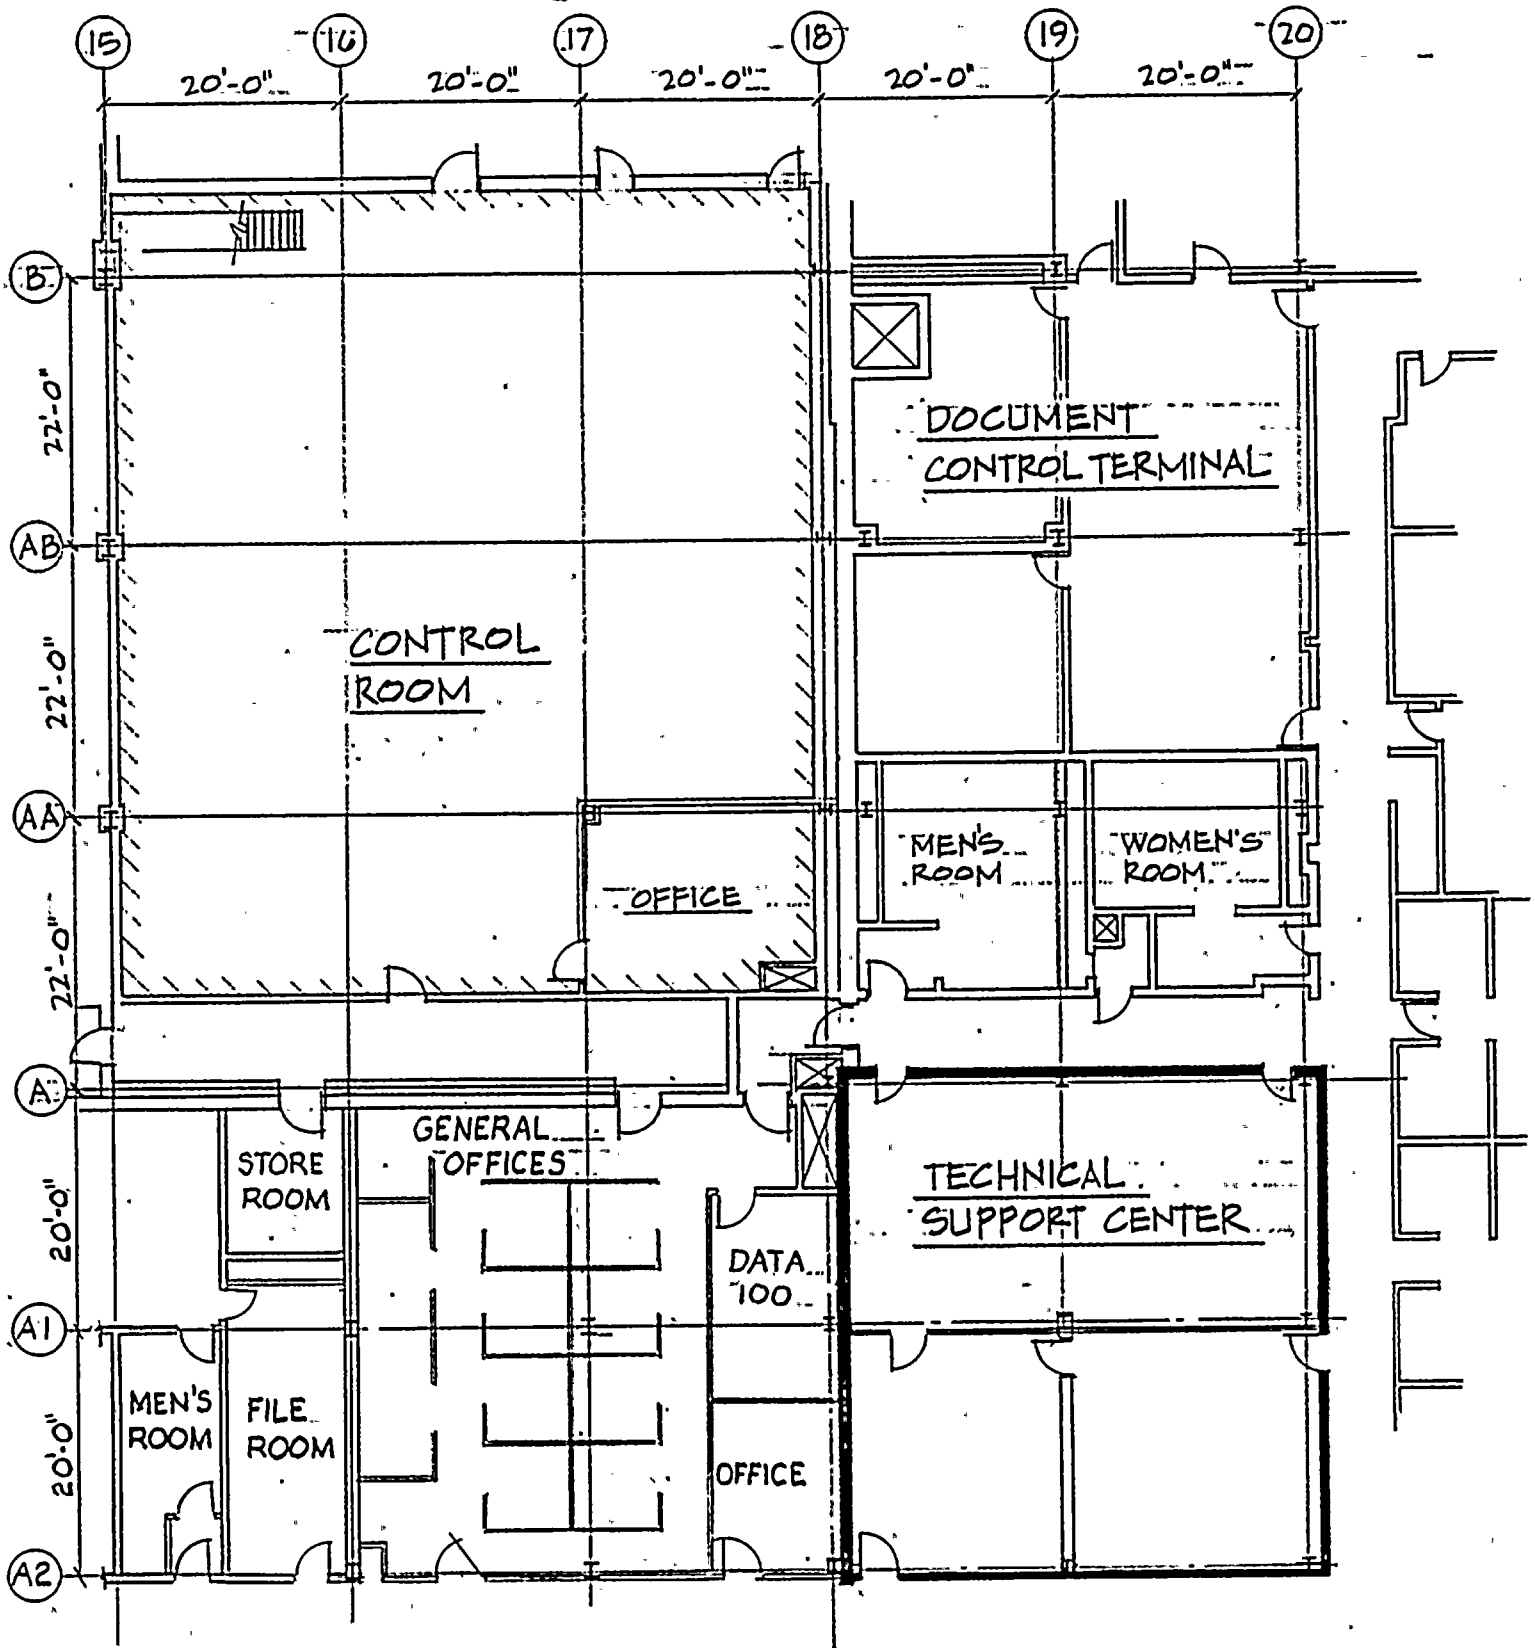 15 16 17 18 19 20
20'-0" 20'-0" 20'-0" 20'-0" 20'-0"
B
22'-0"
DOCUMENT
CONTROL TERMINAL
AB
22'-0"
CONTROL
ROOM
AA
MEN'S
ROOM
WOMEN'S
ROOM
OFFICE
22'-0"
A
GENERAL
OFFICES
STORE
ROOM
TECHNICAL
SUPPORT CENTER
20'-0"
DATA
100
A1
MEN'S
ROOM
FILE
ROOM
20'-0"
OFFICE
A2